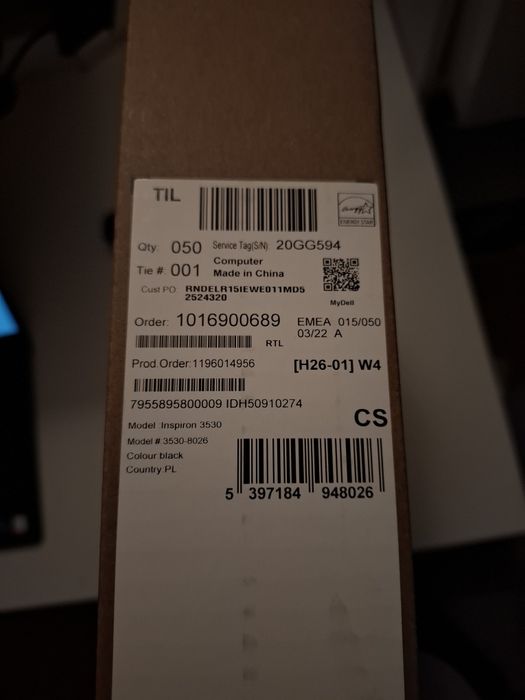 TIL
ENERGY STAR
Qty: 050 Service Tag(S/N) 20GG594
Computer
Tie #: 001 Made in China
Cust PO: RNDELR15IEWE011MD5
2524320
MyDell
Order: 1016900689 EMEA 015/050
03/22 A
RTL
Prod Order:1196014956 [H26-01] W4
7955895800009 IDH50910274
CS
Model :Inspiron 3530
Model # 3530-8026
Colour black
Country:PL
5 397184 948026